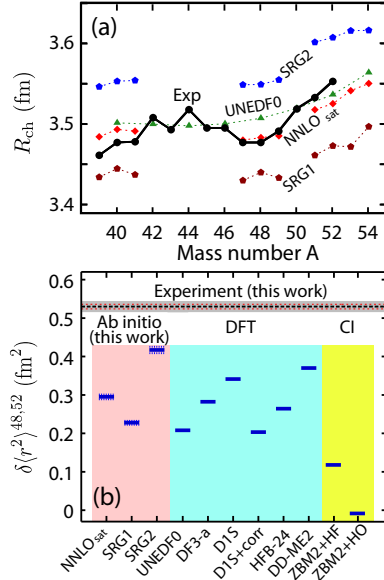 (a)
3.6
3.5
3.4
R_ch (fm)
Exp
UNEDF0
SRG2
NNLO_sat
SRG1
40 42 44 46 48 50 52 54
Mass number A
0.6
0.5
0.4
0.3
0.2
0.1
0
δ⟨r²⟩^48,52 (fm²)
Experiment (this work)
Ab initio
(this work)
DFT
CI
(b)
NNLO_sat
SRG1
SRG2
UNEDF0
DF3-a
D1S
D1S+corr
HFB-24
DD-ME2
ZBM2+HF
ZBM2+HO